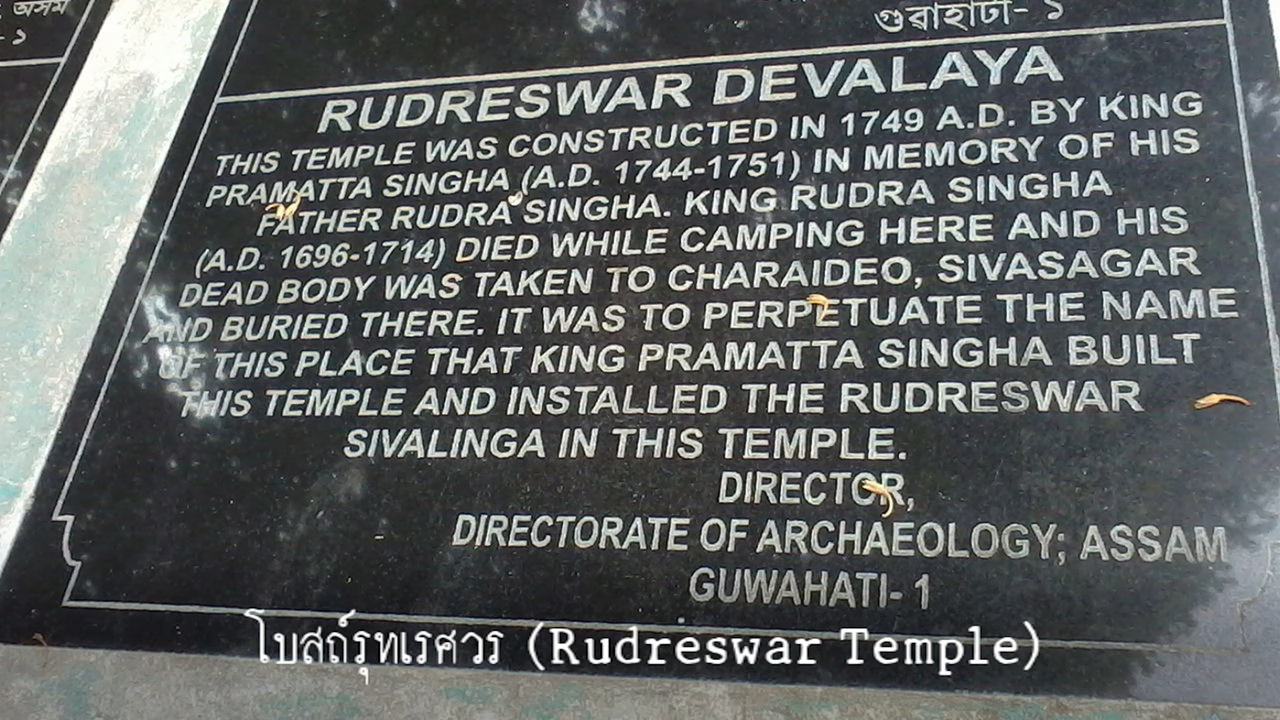 অসম
- ১
গুৱাহাটী- ১
RUDRESWAR DEVALAYA
THIS TEMPLE WAS CONSTRUCTED IN 1749 A.D. BY KING
PRAMATTA SINGHA (A.D. 1744-1751) IN MEMORY OF HIS
FATHER RUDRA SINGHA. KING RUDRA SINGHA
(A.D. 1696-1714) DIED WHILE CAMPING HERE AND HIS
DEAD BODY WAS TAKEN TO CHARAIDEO, SIVASAGAR
AND BURIED THERE. IT WAS TO PERPETUATE THE NAME
OF THIS PLACE THAT KING PRAMATTA SINGHA BUILT
THIS TEMPLE AND INSTALLED THE RUDRESWAR
SIVALINGA IN THIS TEMPLE.
DIRECTOR,
DIRECTORATE OF ARCHAEOLOGY; ASSAM
GUWAHATI- 1
โบสถ์รุทเรศวร (Rudreswar Temple)